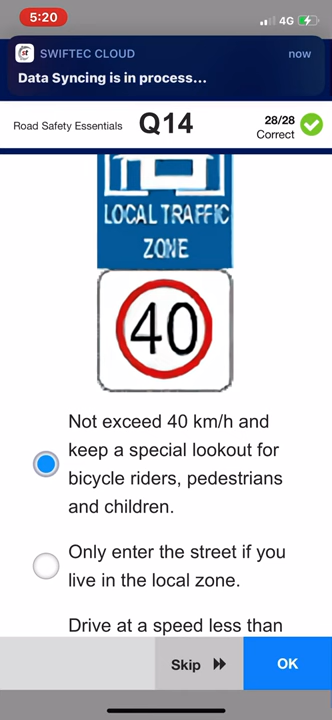 5:20
4G
st SWIFTEC CLOUD now
Data Syncing is in process...
Road Safety Essentials Q14 28/28
Correct
LOCAL TRAFFIC
ZONE
40
Not exceed 40 km/h and
keep a special lookout for
bicycle riders, pedestrians
and children.
Only enter the street if you
live in the local zone.
Drive at a speed less than
Skip OK